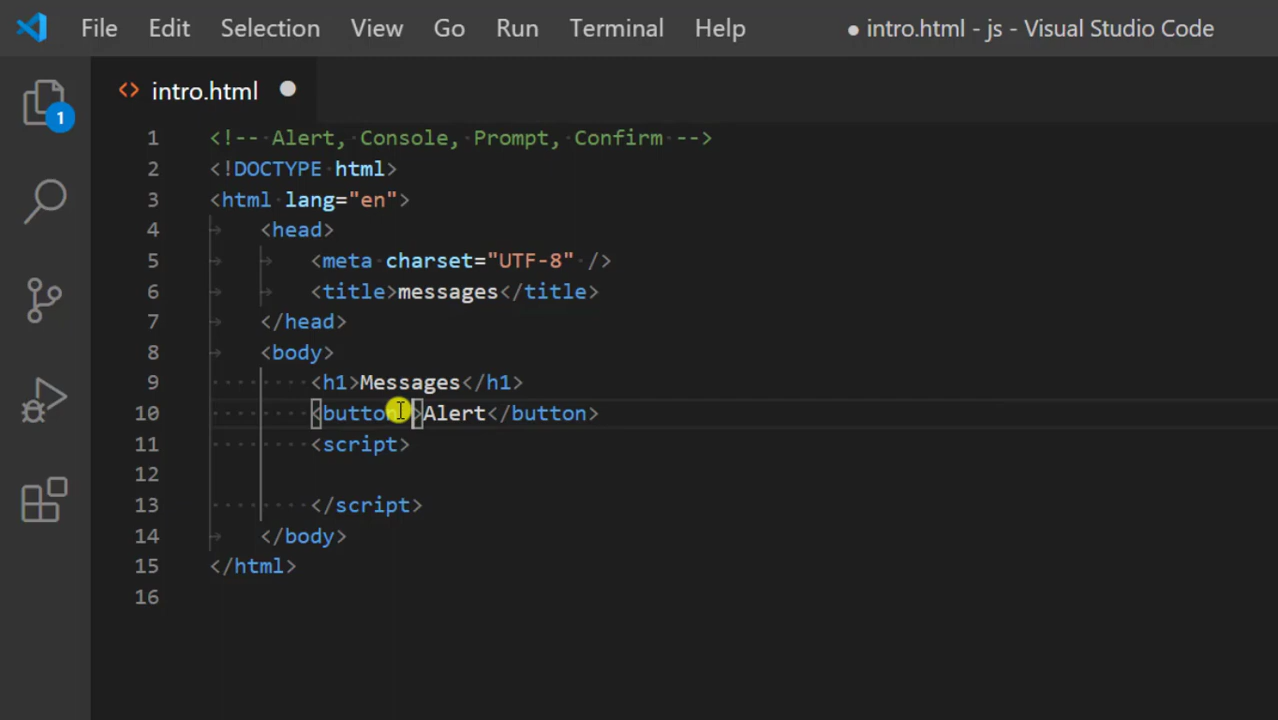 File Edit Selection View Go Run Terminal Help ● intro.html - js - Visual Studio Code
<> intro.html ●
1
1 <!-- Alert, Console, Prompt, Confirm -->
2 <!DOCTYPE html>
3 <html lang="en">
4 <head>
5 <meta charset="UTF-8" />
6 <title>messages</title>
7 </head>
8 <body>
9 <h1>Messages</h1>
10 <button >Alert</button>
11 <script>
12
13 </script>
14 </body>
15 </html>
16